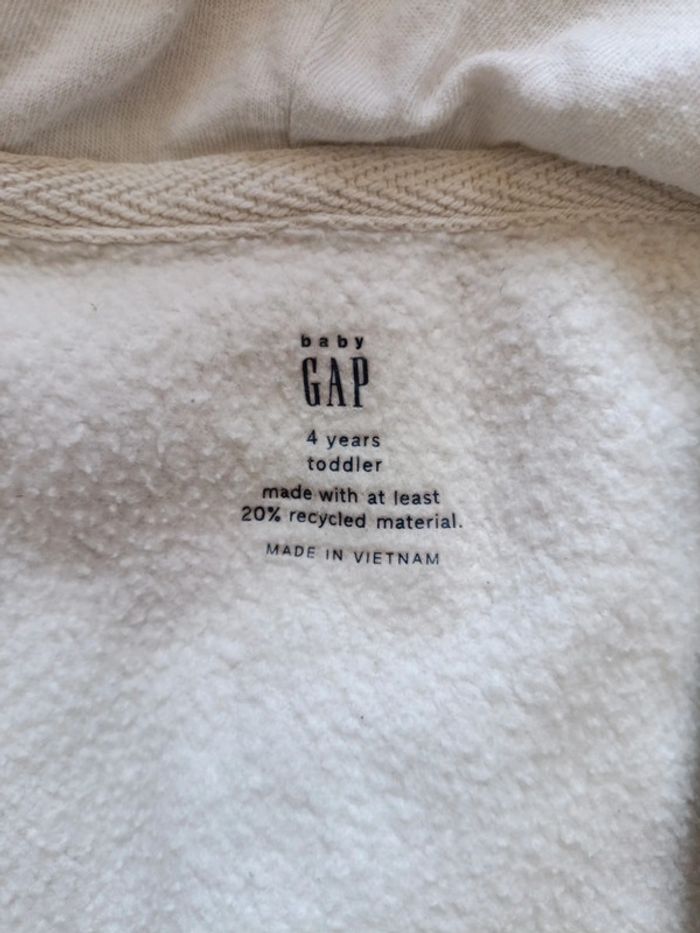 baby
GAP
4 years
toddler
made with at least
20% recycled material.
MADE IN VIETNAM